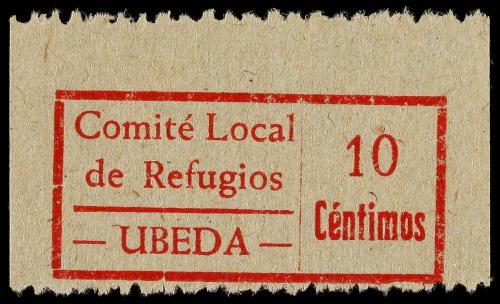 Comité Local
de Refugios
— UBEDA —
10
Céntimos